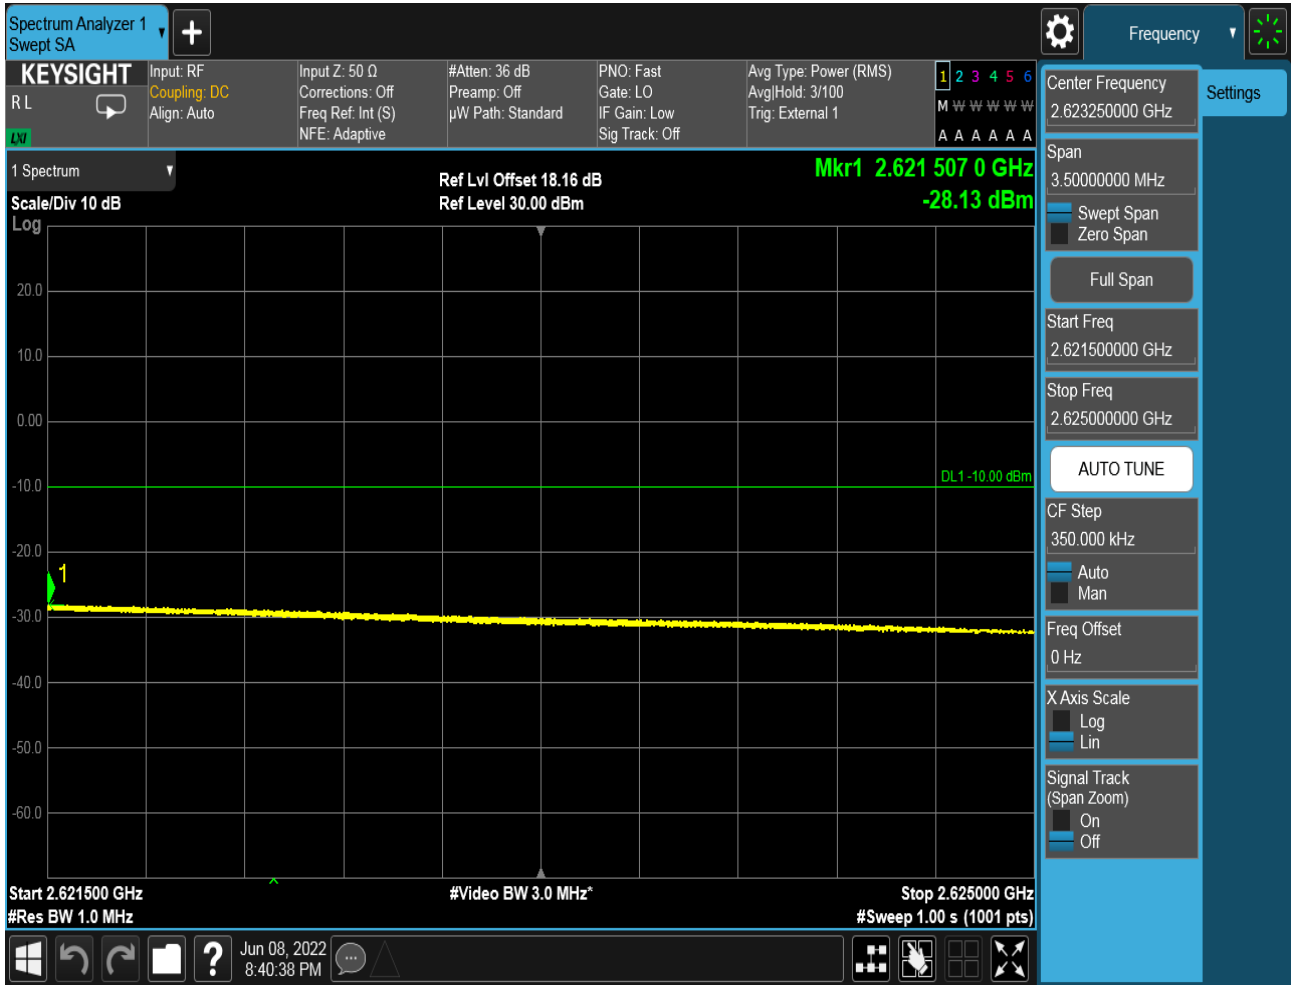 Spectrum Analyzer 1
Swept SA
Frequency
KEYSIGHT
R L
LXI
Input: RF
Coupling: DC
Align: Auto
Input Z: 50 Ω
Corrections: Off
Freq Ref: Int (S)
NFE: Adaptive
#Atten: 36 dB
Preamp: Off
µW Path: Standard
PNO: Fast
Gate: LO
IF Gain: Low
Sig Track: Off
Avg Type: Power (RMS)
Avg|Hold: 3/100
Trig: External 1
1 2 3 4 5 6
M W W W W W
A A A A A A
1 Spectrum
Scale/Div 10 dB
Log
Ref Lvl Offset 18.16 dB
Ref Level 30.00 dBm
Mkr1 2.621 507 0 GHz
-28.13 dBm
20.0
10.0
0.00
-10.0
-20.0
-30.0
-40.0
-50.0
-60.0
DL1 -10.00 dBm
1
Start 2.621500 GHz
#Res BW 1.0 MHz
#Video BW 3.0 MHz*
Stop 2.625000 GHz
#Sweep 1.00 s (1001 pts)
Center Frequency
2.623250000 GHz
Span
3.50000000 MHz
Swept Span
Zero Span
Full Span
Start Freq
2.621500000 GHz
Stop Freq
2.625000000 GHz
AUTO TUNE
CF Step
350.000 kHz
Auto
Man
Freq Offset
0 Hz
X Axis Scale
Log
Lin
Signal Track
(Span Zoom)
On
Off
Settings
?
Jun 08, 2022
8:40:38 PM